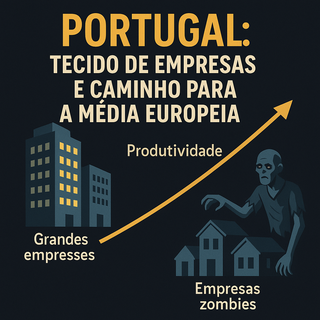 PORTUGAL:
TECIDO DE EMPRESAS
E CAMINHO PARA
A MÉDIA EUROPEIA
Produtividade
Grandes
empresses
Empresas
zombies